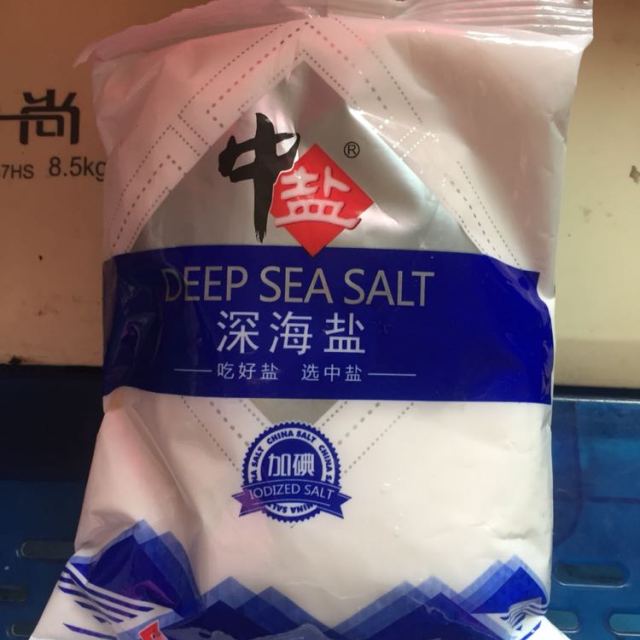 尚
7HS 8.5kg
中盐®
DEEP SEA SALT
深海盐
吃好盐 选中盐
CHINA SALT
加碘
IODIZED SALT